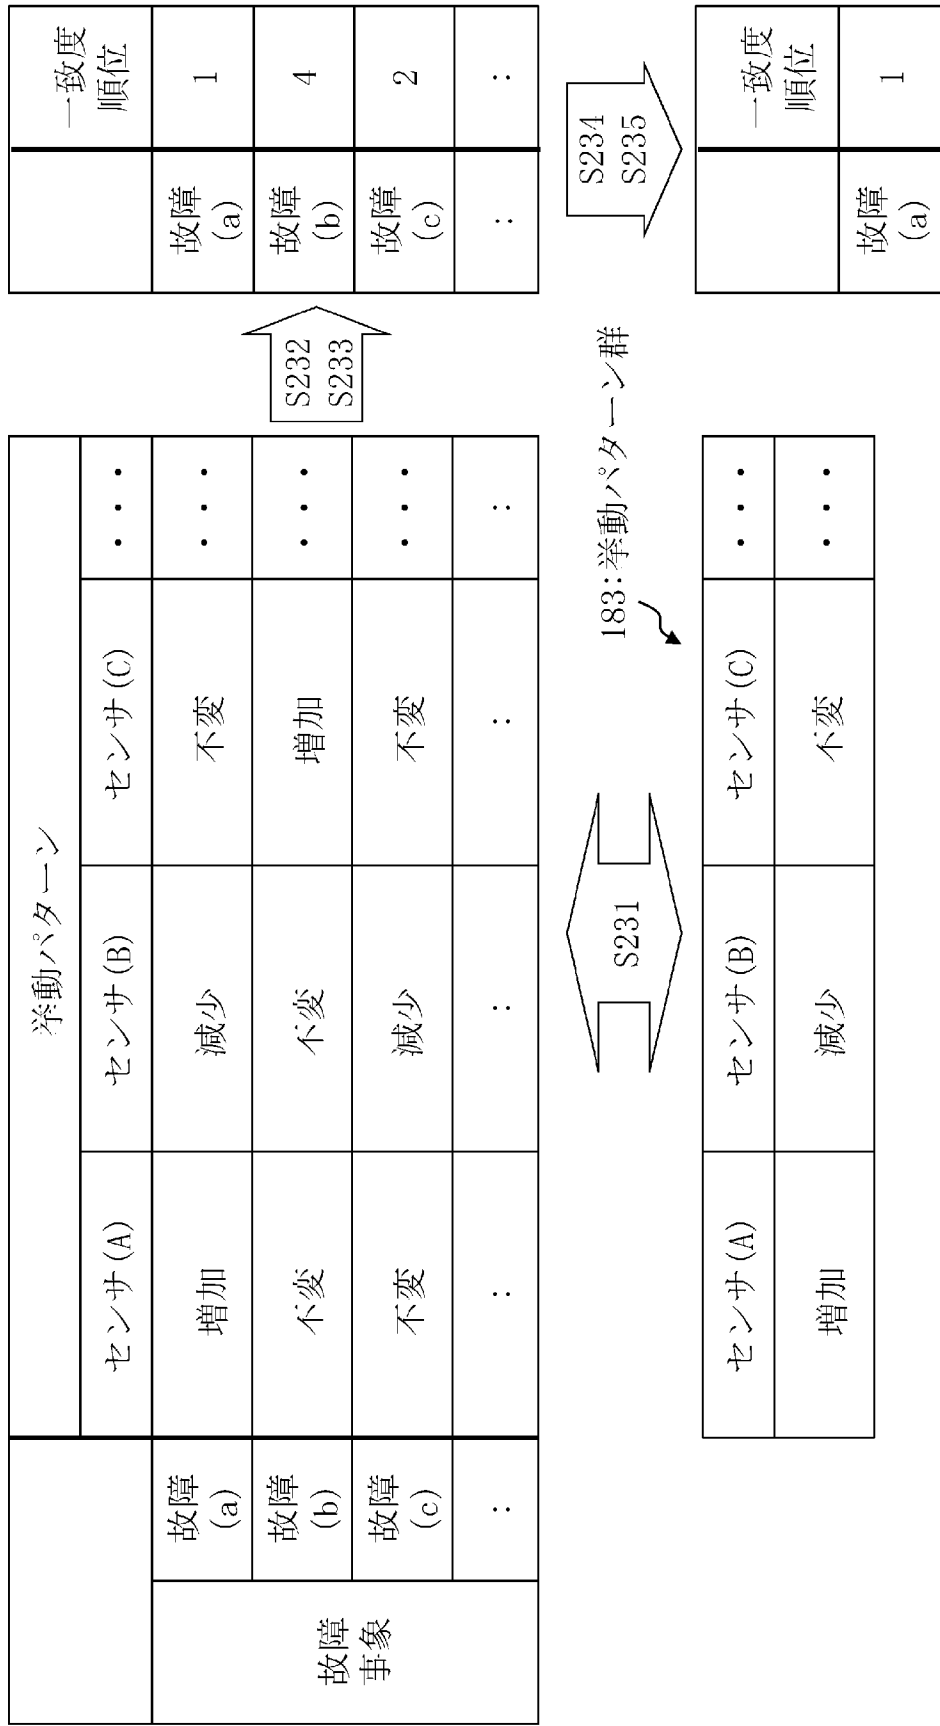 挙動パターン
センサ(A) センサ(B) センサ(C) ・・・
故障
事象
故障
(a)
増加 減少 不変 ・・・
故障
(b)
不変 不変 増加 ・・・
故障
(c)
不変 減少 不変 ・・・
: : : : :
S232
S233
一致度
順位
故障
(a)
1
故障
(b)
4
故障
(c)
2
: :
S231
183:挙動パターン群
S234
S235
センサ(A) センサ(B) センサ(C) ・・・
増加 減少 不変 ・・・
一致度
順位
故障
(a)
1